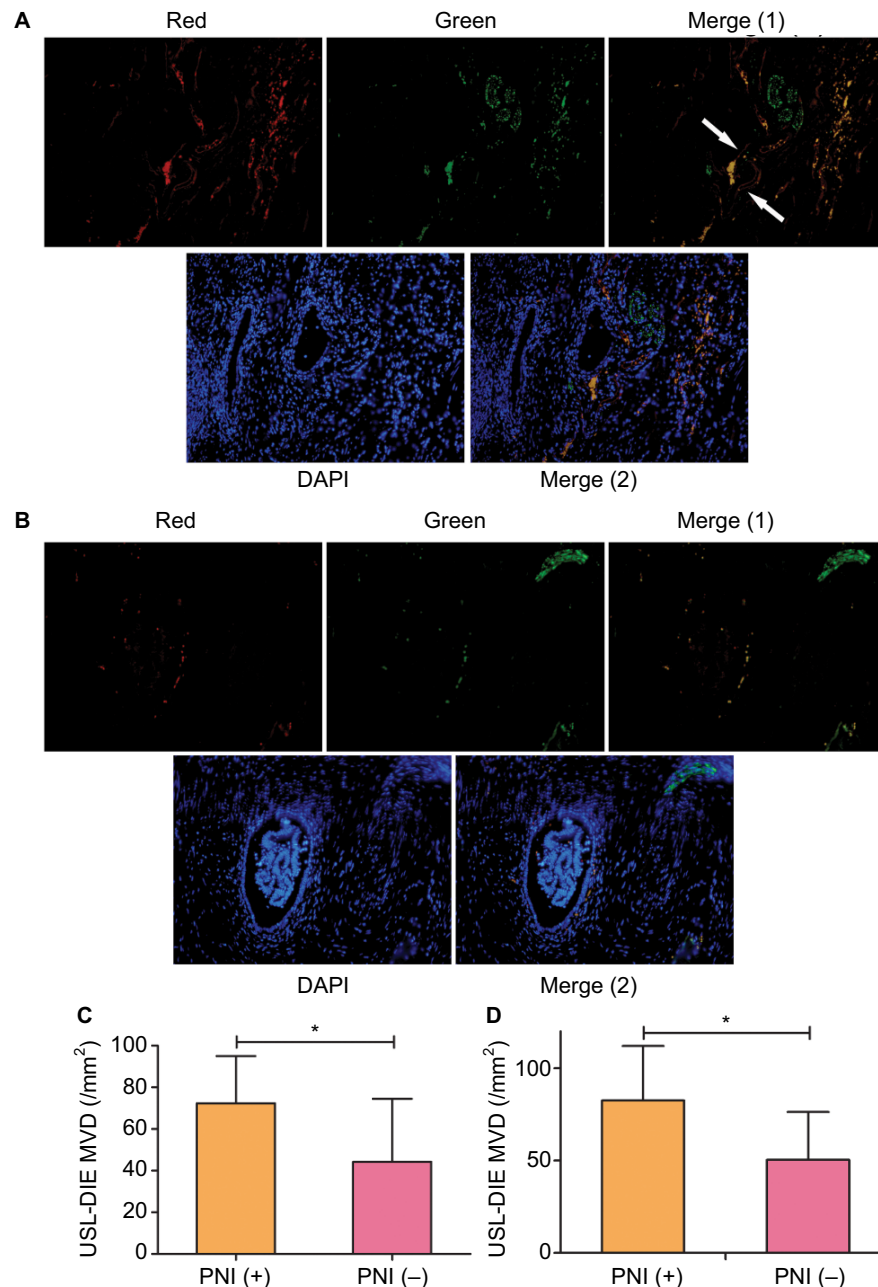 A
Red Green Merge (1)
DAPI Merge (2)
B
Red Green Merge (1)
DAPI Merge (2)
C
USL-DIE MVD (/mm²)
100
80
60
40
20
0
*
PNI (+) PNI (–)
D
USL-DIE MVD (/mm²)
100
50
0
*
PNI (+) PNI (–)